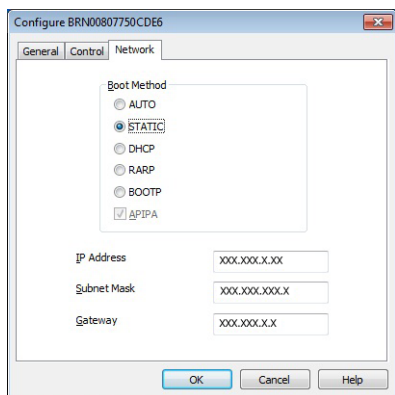 Configure BRN00807750CDE6
General Control Network
Boot Method
AUTO
STATIC
DHCP
RARP
BOOTP
APIPA
IP Address XXX.XXX.X.XX
Subnet Mask XXX.XXX.XXX.X
Gateway XXX.XXX.X.X
OK Cancel Help